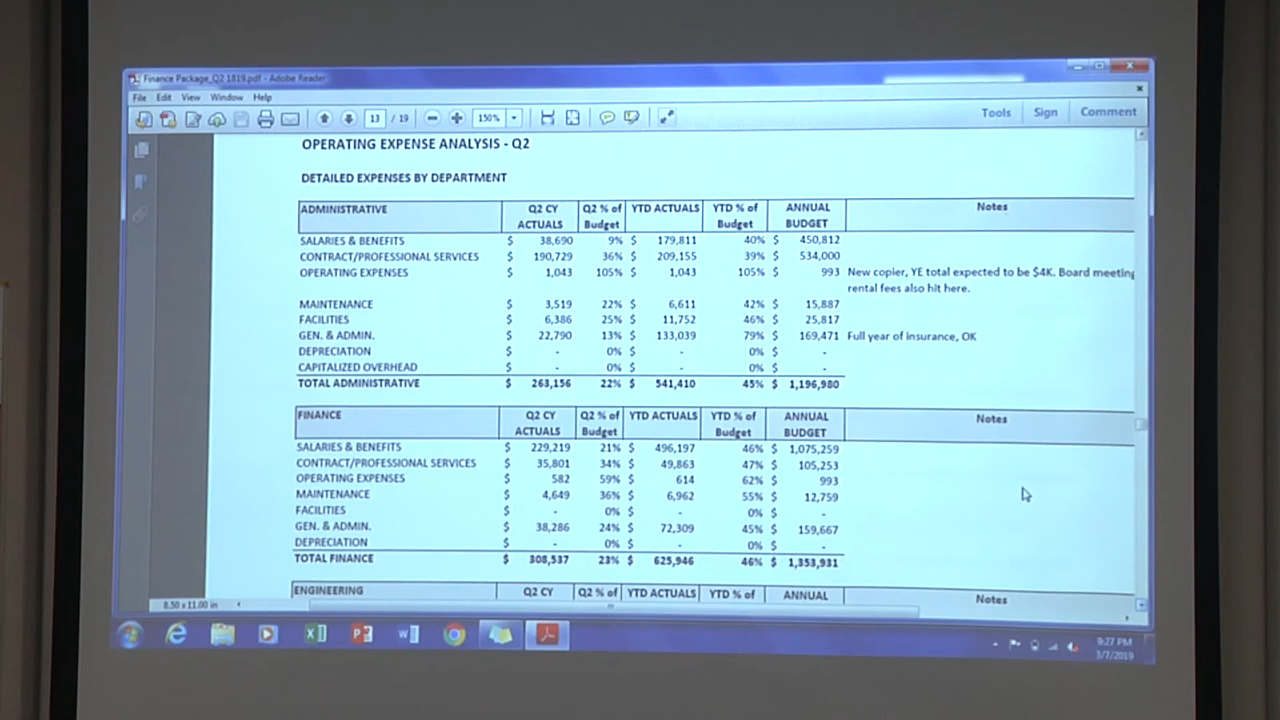 Finance Package_Q2 1819.pdf - Adobe Reader
File Edit View Window Help
13 / 19 150% Tools Sign Comment
OPERATING EXPENSE ANALYSIS - Q2
DETAILED EXPENSES BY DEPARTMENT
ADMINISTRATIVE Q2 CY ACTUALS Q2 % of Budget YTD ACTUALS YTD % of Budget ANNUAL BUDGET Notes
SALARIES & BENEFITS $ 38,690 9% $ 179,811 40% $ 450,812
CONTRACT/PROFESSIONAL SERVICES $ 190,729 36% $ 209,155 39% $ 534,000
OPERATING EXPENSES $ 1,043 105% $ 1,043 105% $ 993 New copier, YE total expected to be $4K. Board meeting
rental fees also hit here.
MAINTENANCE $ 3,519 22% $ 6,611 42% $ 15,887
FACILITIES $ 6,386 25% $ 11,752 46% $ 25,817
GEN. & ADMIN. $ 22,790 13% $ 133,039 79% $ 169,471 Full year of insurance, OK
DEPRECIATION $ - 0% $ - 0% $ -
CAPITALIZED OVERHEAD $ - 0% $ - 0% $ -
TOTAL ADMINISTRATIVE $ 263,156 22% $ 541,410 45% $ 1,196,980
FINANCE Q2 CY ACTUALS Q2 % of Budget YTD ACTUALS YTD % of Budget ANNUAL BUDGET Notes
SALARIES & BENEFITS $ 229,219 21% $ 496,197 46% $ 1,075,259
CONTRACT/PROFESSIONAL SERVICES $ 35,801 34% $ 49,863 47% $ 105,253
OPERATING EXPENSES $ 582 59% $ 614 62% $ 993
MAINTENANCE $ 4,649 36% $ 6,962 55% $ 12,759
FACILITIES $ - 0% $ - 0% $ -
GEN. & ADMIN. $ 38,286 24% $ 72,309 45% $ 159,667
DEPRECIATION $ - 0% $ - 0% $ -
TOTAL FINANCE $ 308,537 23% $ 625,946 46% $ 1,353,931
ENGINEERING Q2 CY Q2 % of YTD ACTUALS YTD % of ANNUAL Notes
8.50 x 11.00 in
9:27 PM
3/7/2019